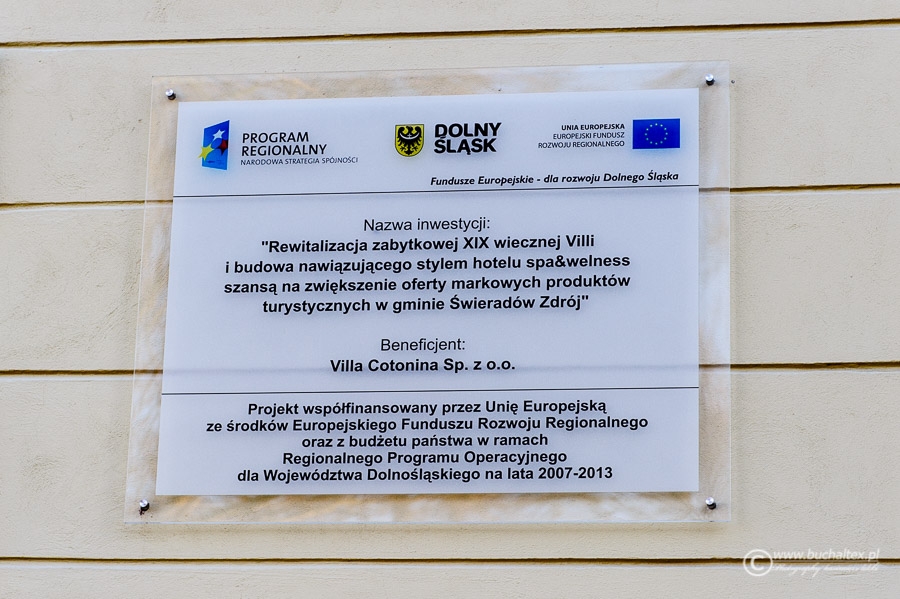 PROGRAM
REGIONALNY
NARODOWA STRATEGIA SPÓJNOŚCI
DOLNY
ŚLĄSK
UNIA EUROPEJSKA
EUROPEJSKI FUNDUSZ
ROZWOJU REGIONALNEGO
Fundusze Europejskie - dla rozwoju Dolnego Śląska
Nazwa inwestycji:
"Rewitalizacja zabytkowej XIX wiecznej Villi
i budowa nawiązującego stylem hotelu spa&welness
szansą na zwiększenie oferty markowych produktów
turystycznych w gminie Świeradów Zdrój"
Beneficjent:
Villa Cotonina Sp. z o.o.
Projekt współfinansowany przez Unię Europejską
ze środków Europejskiego Funduszu Rozwoju Regionalnego
oraz z budżetu państwa w ramach
Regionalnego Programu Operacyjnego
dla Województwa Dolnośląskiego na lata 2007-2013
© www.buchaltex.pl